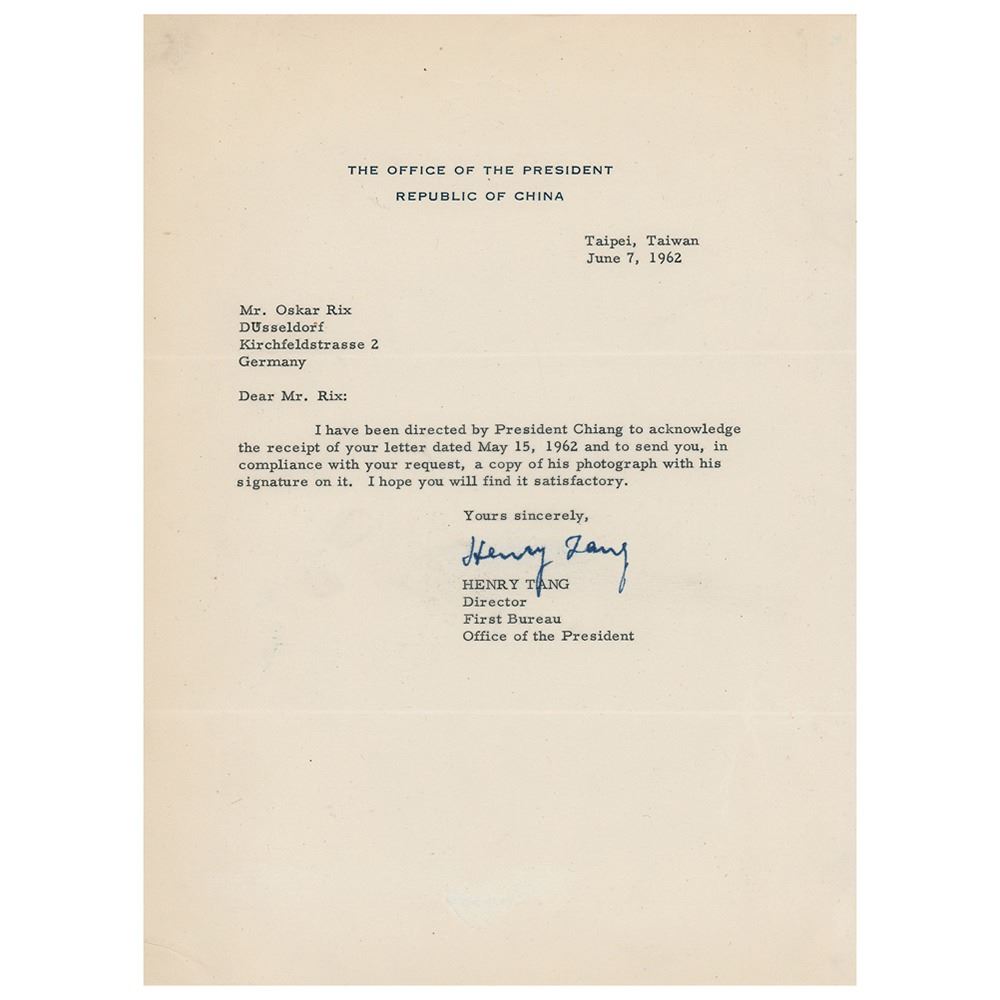 THE OFFICE OF THE PRESIDENT
REPUBLIC OF CHINA
Taipei, Taiwan
June 7, 1962
Mr. Oskar Rix
DÜsseldorf
Kirchfeldstrasse 2
Germany
Dear Mr. Rix:
I have been directed by President Chiang to acknowledge
the receipt of your letter dated May 15, 1962 and to send you, in
compliance with your request, a copy of his photograph with his
signature on it. I hope you will find it satisfactory.
Yours sincerely,
Henry Tang
HENRY TANG
Director
First Bureau
Office of the President